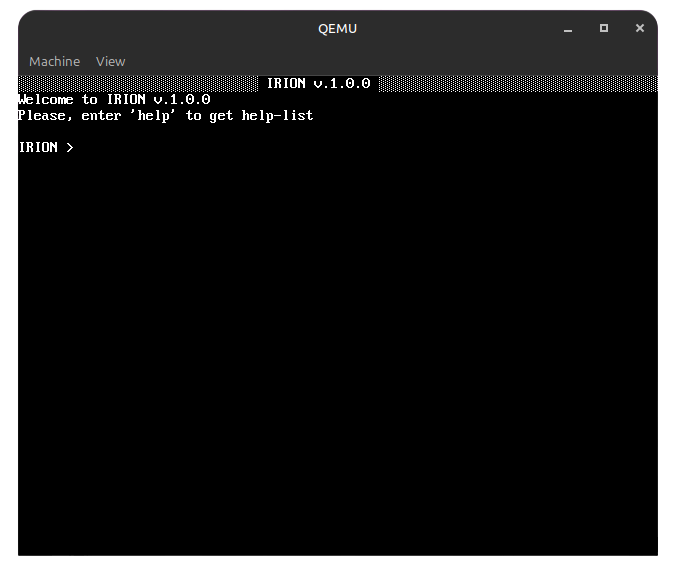 QEMU
Machine View
IRION v.1.0.0
Welcome to IRION v.1.0.0
Please, enter 'help' to get help-list
IRION >